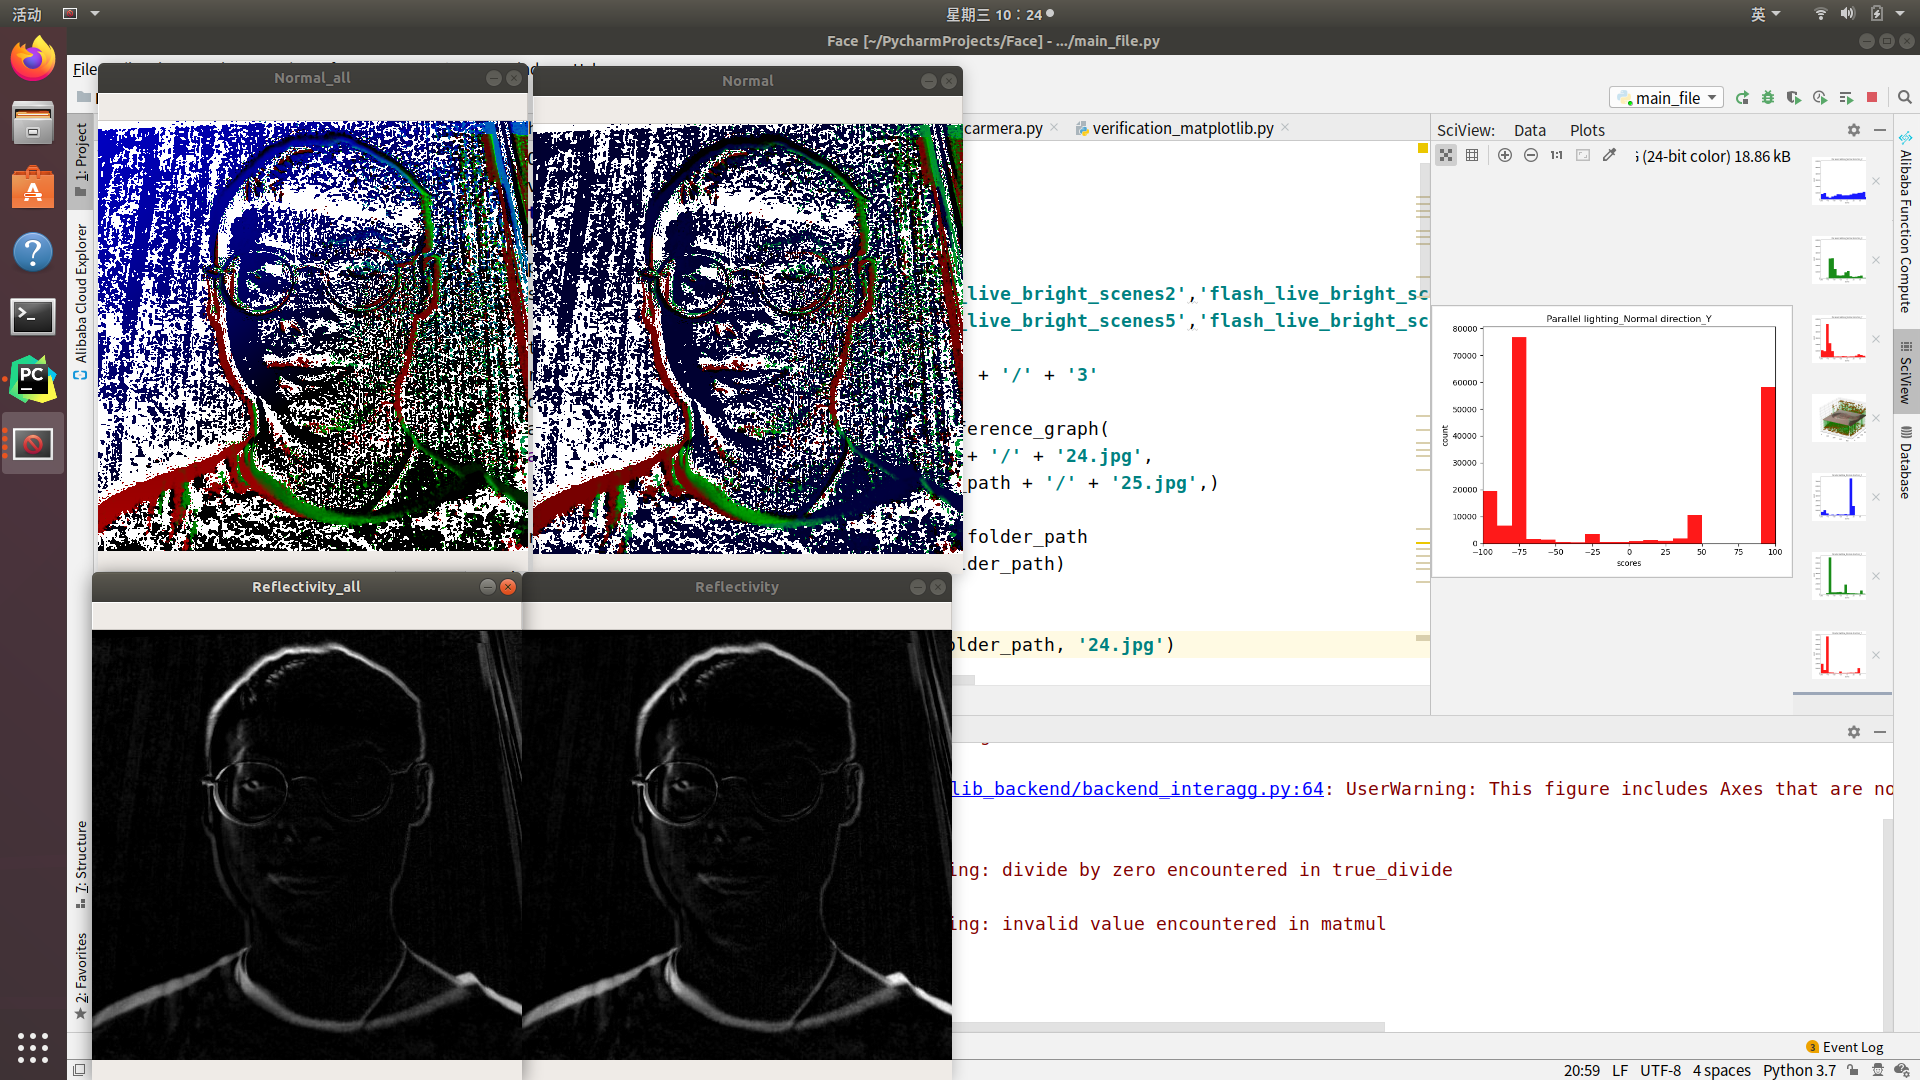 活动
星期三 10：24
英
Face [~/PycharmProjects/Face] - .../main_file.py
File
Normal_all
Normal
main_file
1: Project
Alibaba Cloud Explorer
7: Structure
2: Favorites
carmera.py
verification_matplotlib.py
_live_bright_scenes2','flash_live_bright_sc
_live_bright_scenes5','flash_live_bright_sc
+ '/' + '3'
erence_graph(
+ '/' + '24.jpg',
path + '/' + '25.jpg',)
folder_path
der_path)
older_path, '24.jpg')
SciView:
Data
Plots
1:1
(24-bit color) 18.86 kB
Parallel lighting_Normal direction_Y
80000
70000
60000
50000
40000
30000
20000
10000
0
count
−100
−75
−50
−25
0
25
50
75
100
scores
Alibaba Function Compute
SciView
Database
Reflectivity_all
Reflectivity
lib_backend/backend_interagg.py:64: UserWarning: This figure includes Axes that are no
ing: divide by zero encountered in true_divide
ing: invalid value encountered in matmul
3 Event Log
20:59
LF
UTF-8
4 spaces
Python 3.7